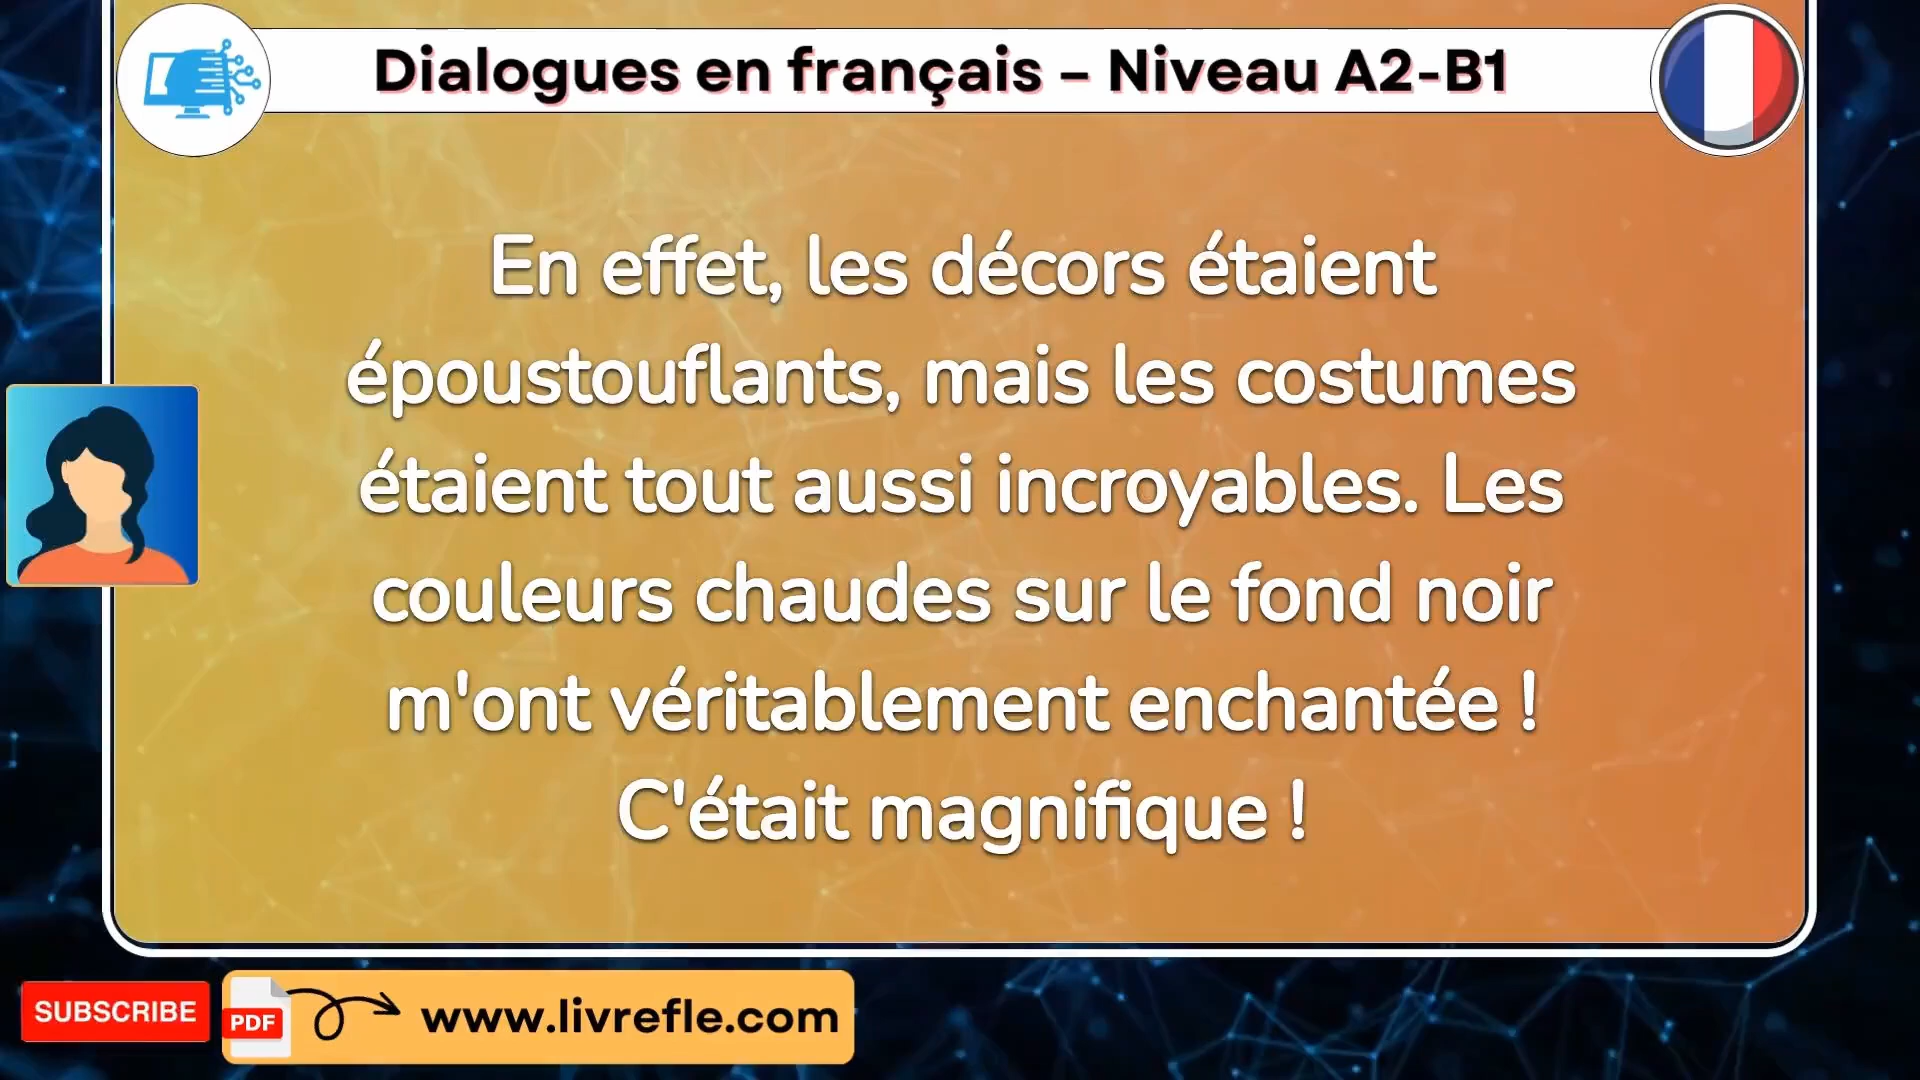 Dialogues en français – Niveau A2-B1
En effet, les décors étaient
époustouflants, mais les costumes
étaient tout aussi incroyables. Les
couleurs chaudes sur le fond noir
m'ont véritablement enchantée !
C'était magnifique !
SUBSCRIBE
PDF
www.livrefle.com